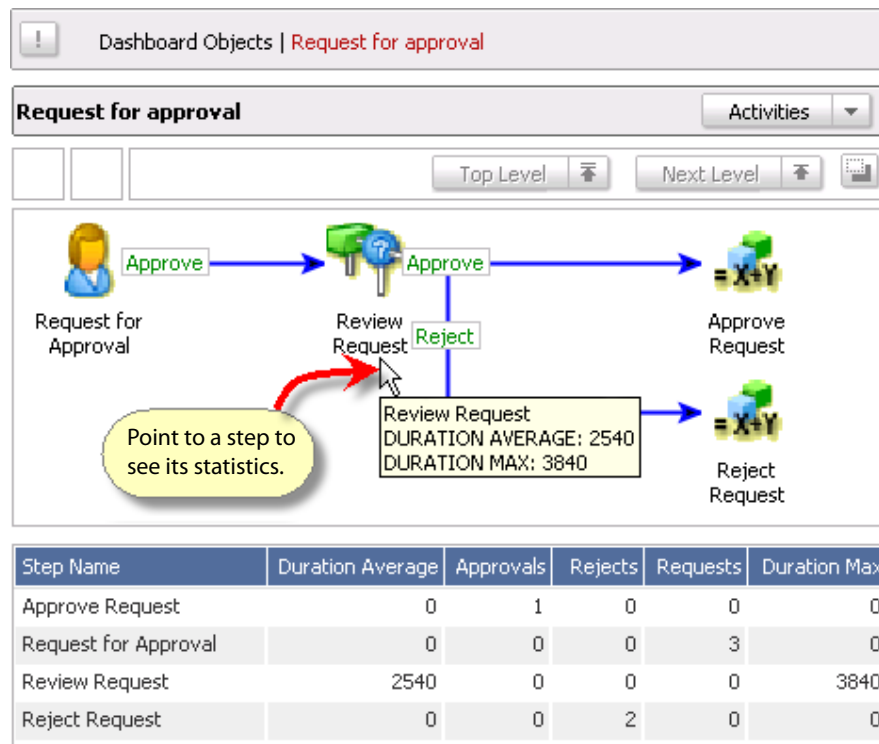 !
Dashboard Objects | Request for approval
Request for approval
Activities
Top Level
Next Level
Approve
Approve
Request for
Approval
Review
Request
Reject
Approve
Request
Point to a step to
see its statistics.
Review Request
DURATION AVERAGE: 2540
DURATION MAX: 3840
= X+Y
= X+Y
Reject
Request
Step Name Duration Average Approvals Rejects Requests Duration Max
Approve Request 0 1 0 0 0
Request for Approval 0 0 0 3 0
Review Request 2540 0 0 0 3840
Reject Request 0 0 2 0 0